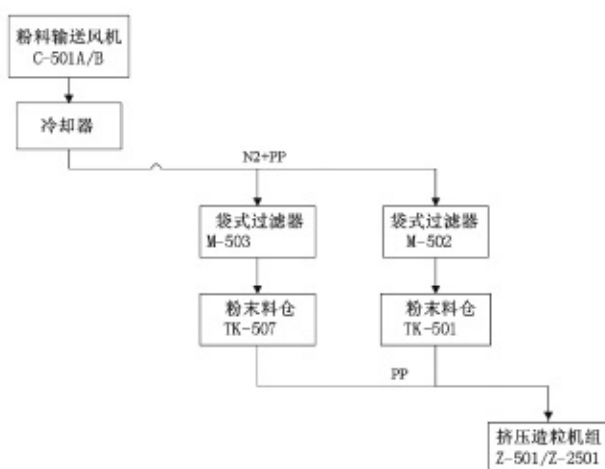 粉料输送风机
C-501A/B
冷却器
N2+PP
袋式过滤器
M-503
袋式过滤器
M-502
粉末料仓
TK-507
粉末料仓
TK-501
PP
挤压造粒机组
Z-501/Z-2501